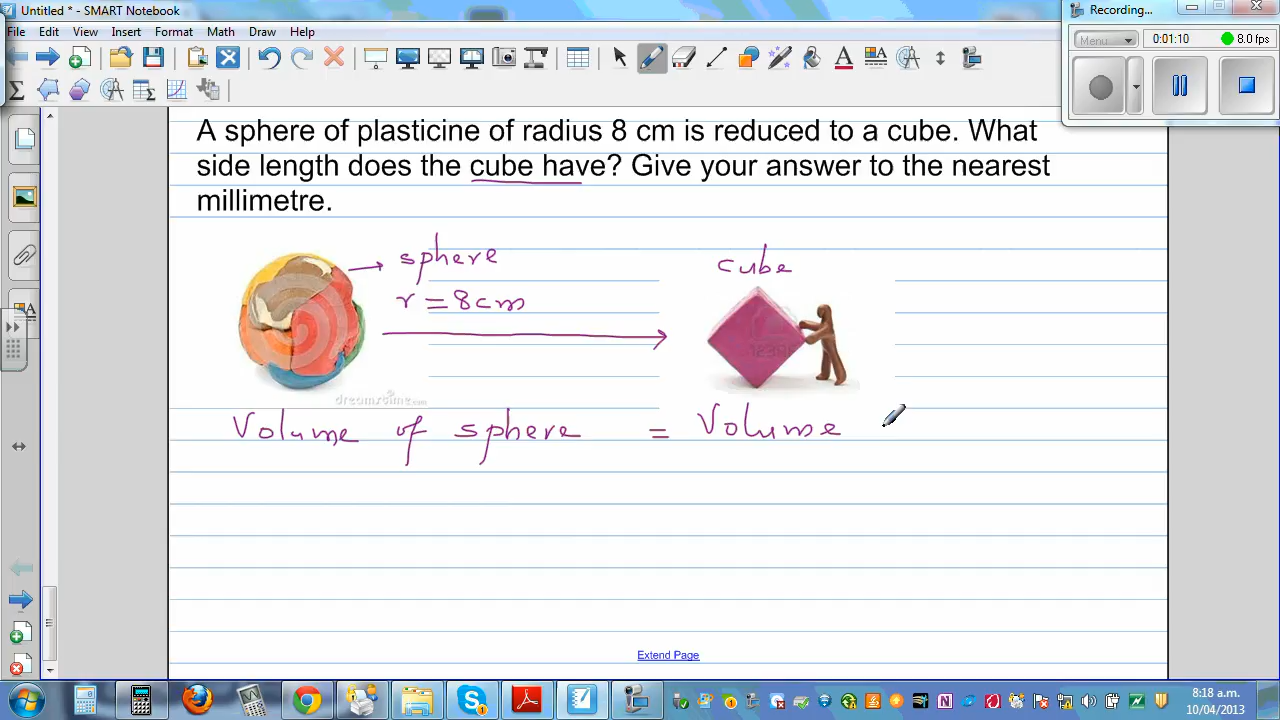 Untitled * - SMART Notebook
Recording...
File Edit View Insert Format Math Draw Help
Menu 0:01:10 8.0 fps
A sphere of plasticine of radius 8 cm is reduced to a cube. What
side length does the cube have? Give your answer to the nearest
millimetre.
sphere
cube
r = 8cm
dreamstime.com
Volume of sphere = Volume
Extend Page
8:18 a.m.
10/04/2013